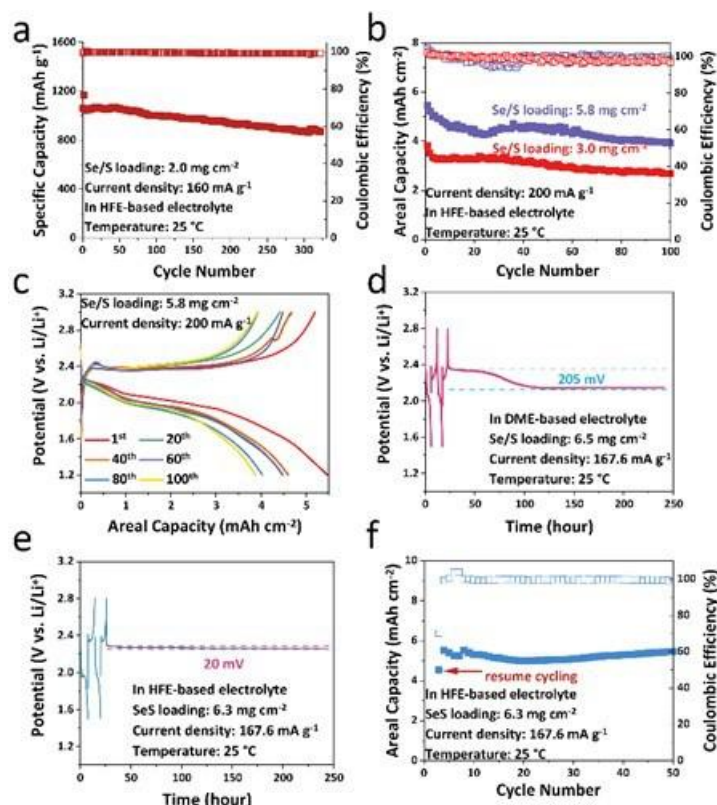 a
1600
1200
800
400
0
Specific Capacity (mAh g⁻¹)
100
80
60
40
20
0
Coulombic Efficiency (%)
Se/S loading: 2.0 mg cm⁻²
Current density: 160 mA g⁻¹
In HFE-based electrolyte
Temperature: 25 °C
0 50 100 150 200 250 300
Cycle Number
b
8
6
4
2
0
Areal Capacity (mAh cm⁻²)
100
80
60
40
20
0
Coulombic Efficiency (%)
Se/S loading: 5.8 mg cm⁻²
Se/S loading: 3.0 mg cm⁻²
Current density: 200 mA g⁻¹
In HFE-based electrolyte
Temperature: 25 °C
0 20 40 60 80 100
Cycle Number
c
3.2
2.8
2.4
2.0
1.6
1.2
Potential (V vs. Li/Li⁺)
Se/S loading: 5.8 mg cm⁻²
Current density: 200 mA g⁻¹
1ˢᵗ 20ᵗʰ
40ᵗʰ 60ᵗʰ
80ᵗʰ 100ᵗʰ
0 1 2 3 4 5
Areal Capacity (mAh cm⁻²)
d
3.2
2.8
2.4
2.0
1.6
1.2
Potential (V vs. Li/Li⁺)
205 mV
In DME-based electrolyte
Se/S loading: 6.5 mg cm⁻²
Current density: 167.6 mA g⁻¹
Temperature: 25 °C
0 50 100 150 200 250
Time (hour)
e
3.2
2.8
2.4
2.0
1.6
1.2
Potential (V vs. Li/Li⁺)
20 mV
In HFE-based electrolyte
SeS loading: 6.3 mg cm⁻²
Current density: 167.6 mA g⁻¹
Temperature: 25 °C
0 50 100 150 200 250
Time (hour)
f
10
8
6
4
2
0
Areal Capacity (mAh cm⁻²)
100
80
60
40
20
0
Coulombic Efficiency (%)
resume cycling
In HFE-based electrolyte
SeS loading: 6.3 mg cm⁻²
Current density: 167.6 mA g⁻¹
Temperature: 25 °C
0 10 20 30 40 50
Cycle Number